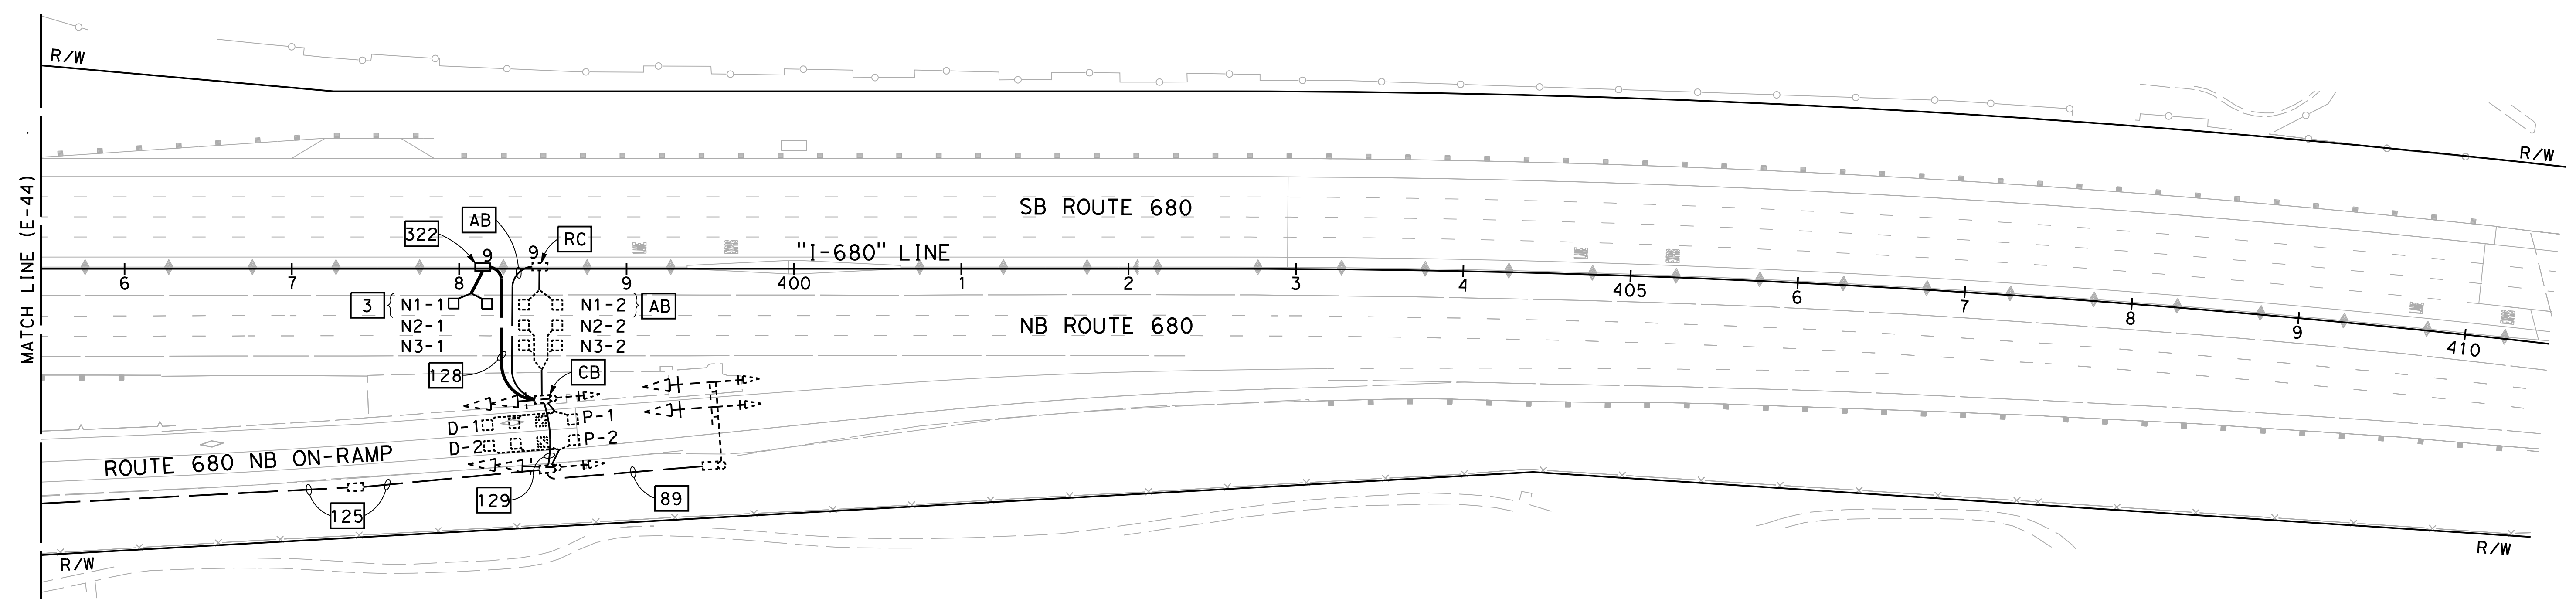 R/W
R/W
MATCH LINE (E-44)
SB ROUTE 680
"I-680" LINE
NB ROUTE 680
322
AB
RC
9
9
6
7
8
9
400
1
2
3
4
405
6
7
8
9
410
3
N1-1
N2-1
N3-1
N1-2
N2-2
N3-2
AB
128
CB
D-1
D-2
P-1
P-2
ROUTE 680 NB ON-RAMP
125
129
89
R/W
R/W